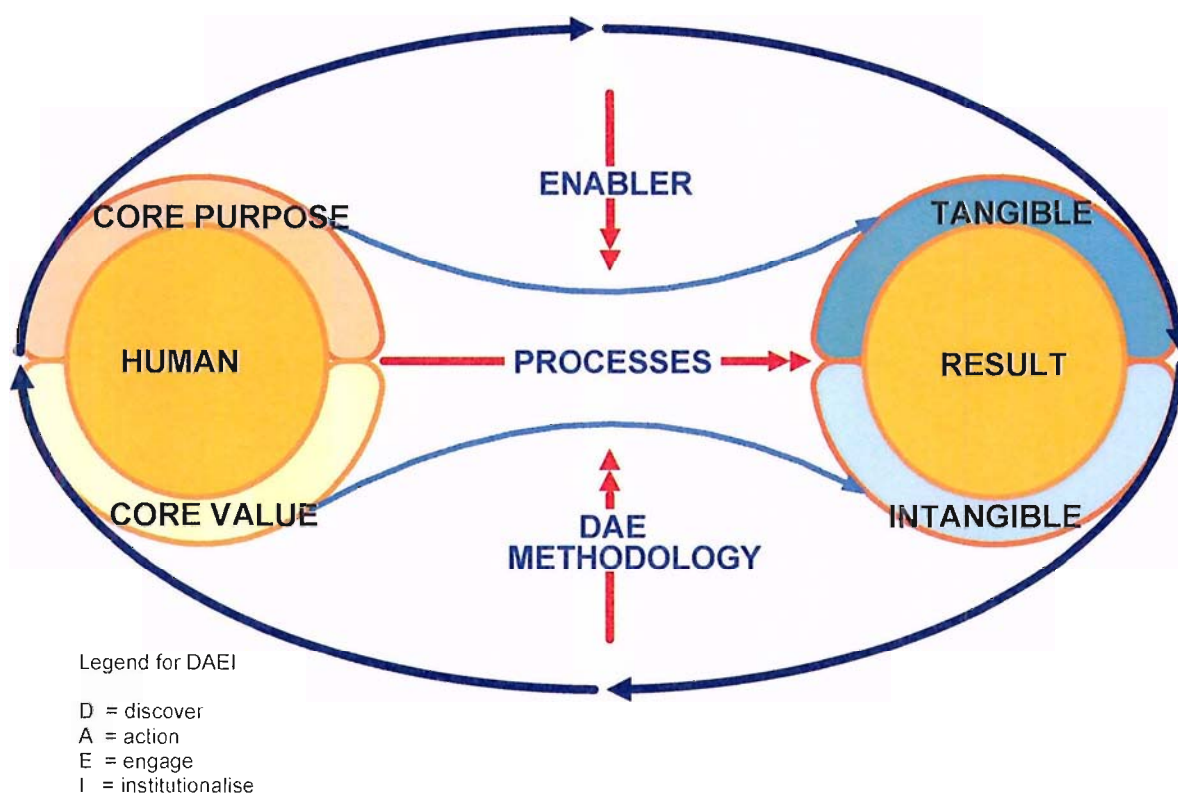 ENABLER
CORE PURPOSE
TANGIBLE
HUMAN
PROCESSES
RESULT
CORE VALUE
INTANGIBLE
DAE
METHODOLOGY
Legend for DAEI
D = discover
A = action
E = engage
I = institutionalise